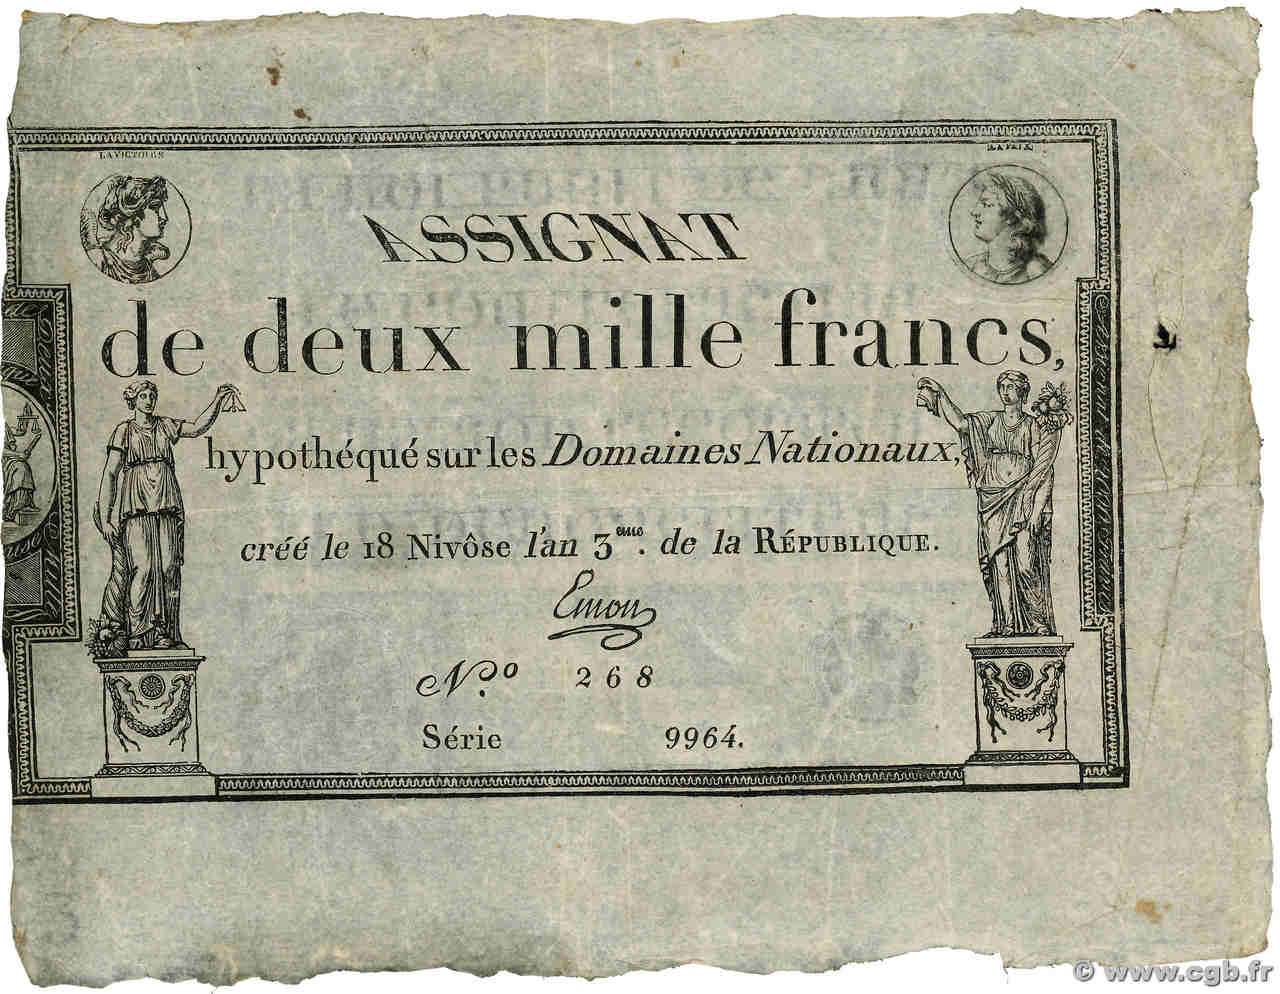 LA VICTOIRE
LA PAIX
ASSIGNAT
de deux mille francs,
hypothéqué sur les Domaines Nationaux,
créé le 18 Nivôse l'an 3eme. de la RÉPUBLIQUE.
Emon
N.o 268
Série 9964.
© www.cgb.fr